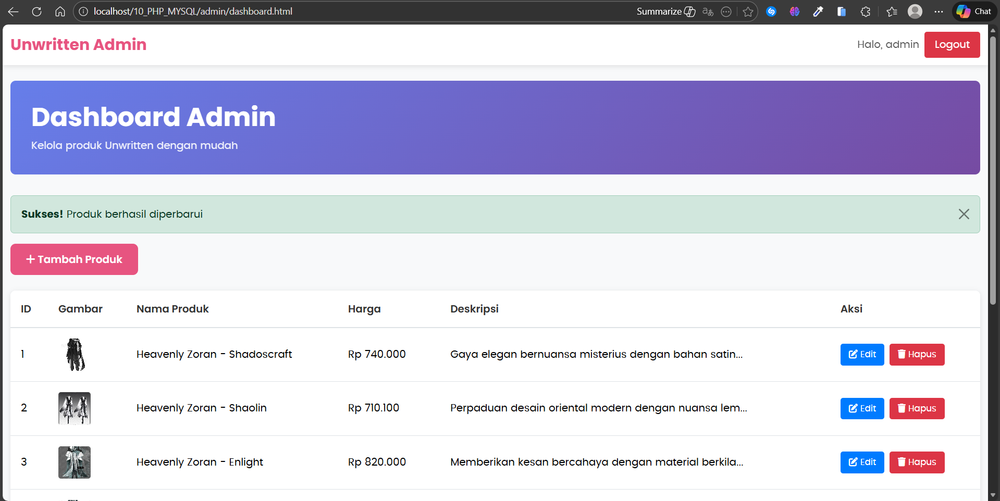 localhost/10_PHP_MYSQL/admin/dashboard.html
Summarize
Chat
Unwritten Admin
Halo, admin
Logout
Dashboard Admin
Kelola produk Unwritten dengan mudah
Sukses! Produk berhasil diperbarui
+ Tambah Produk
ID Gambar Nama Produk Harga Deskripsi Aksi
1 Heavenly Zoran - Shadoscraft Rp 740.000 Gaya elegan bernuansa misterius dengan bahan satin... Edit Hapus
2 Heavenly Zoran - Shaolin Rp 710.100 Perpaduan desain oriental modern dengan nuansa lem... Edit Hapus
3 Heavenly Zoran - Enlight Rp 820.000 Memberikan kesan bercahaya dengan material berkila... Edit Hapus